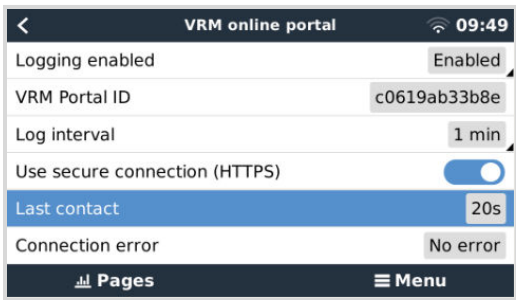 VRM online portal 09:49
Logging enabled Enabled
VRM Portal ID c0619ab33b8e
Log interval 1 min
Use secure connection (HTTPS)
Last contact 20s
Connection error No error
Pages Menu